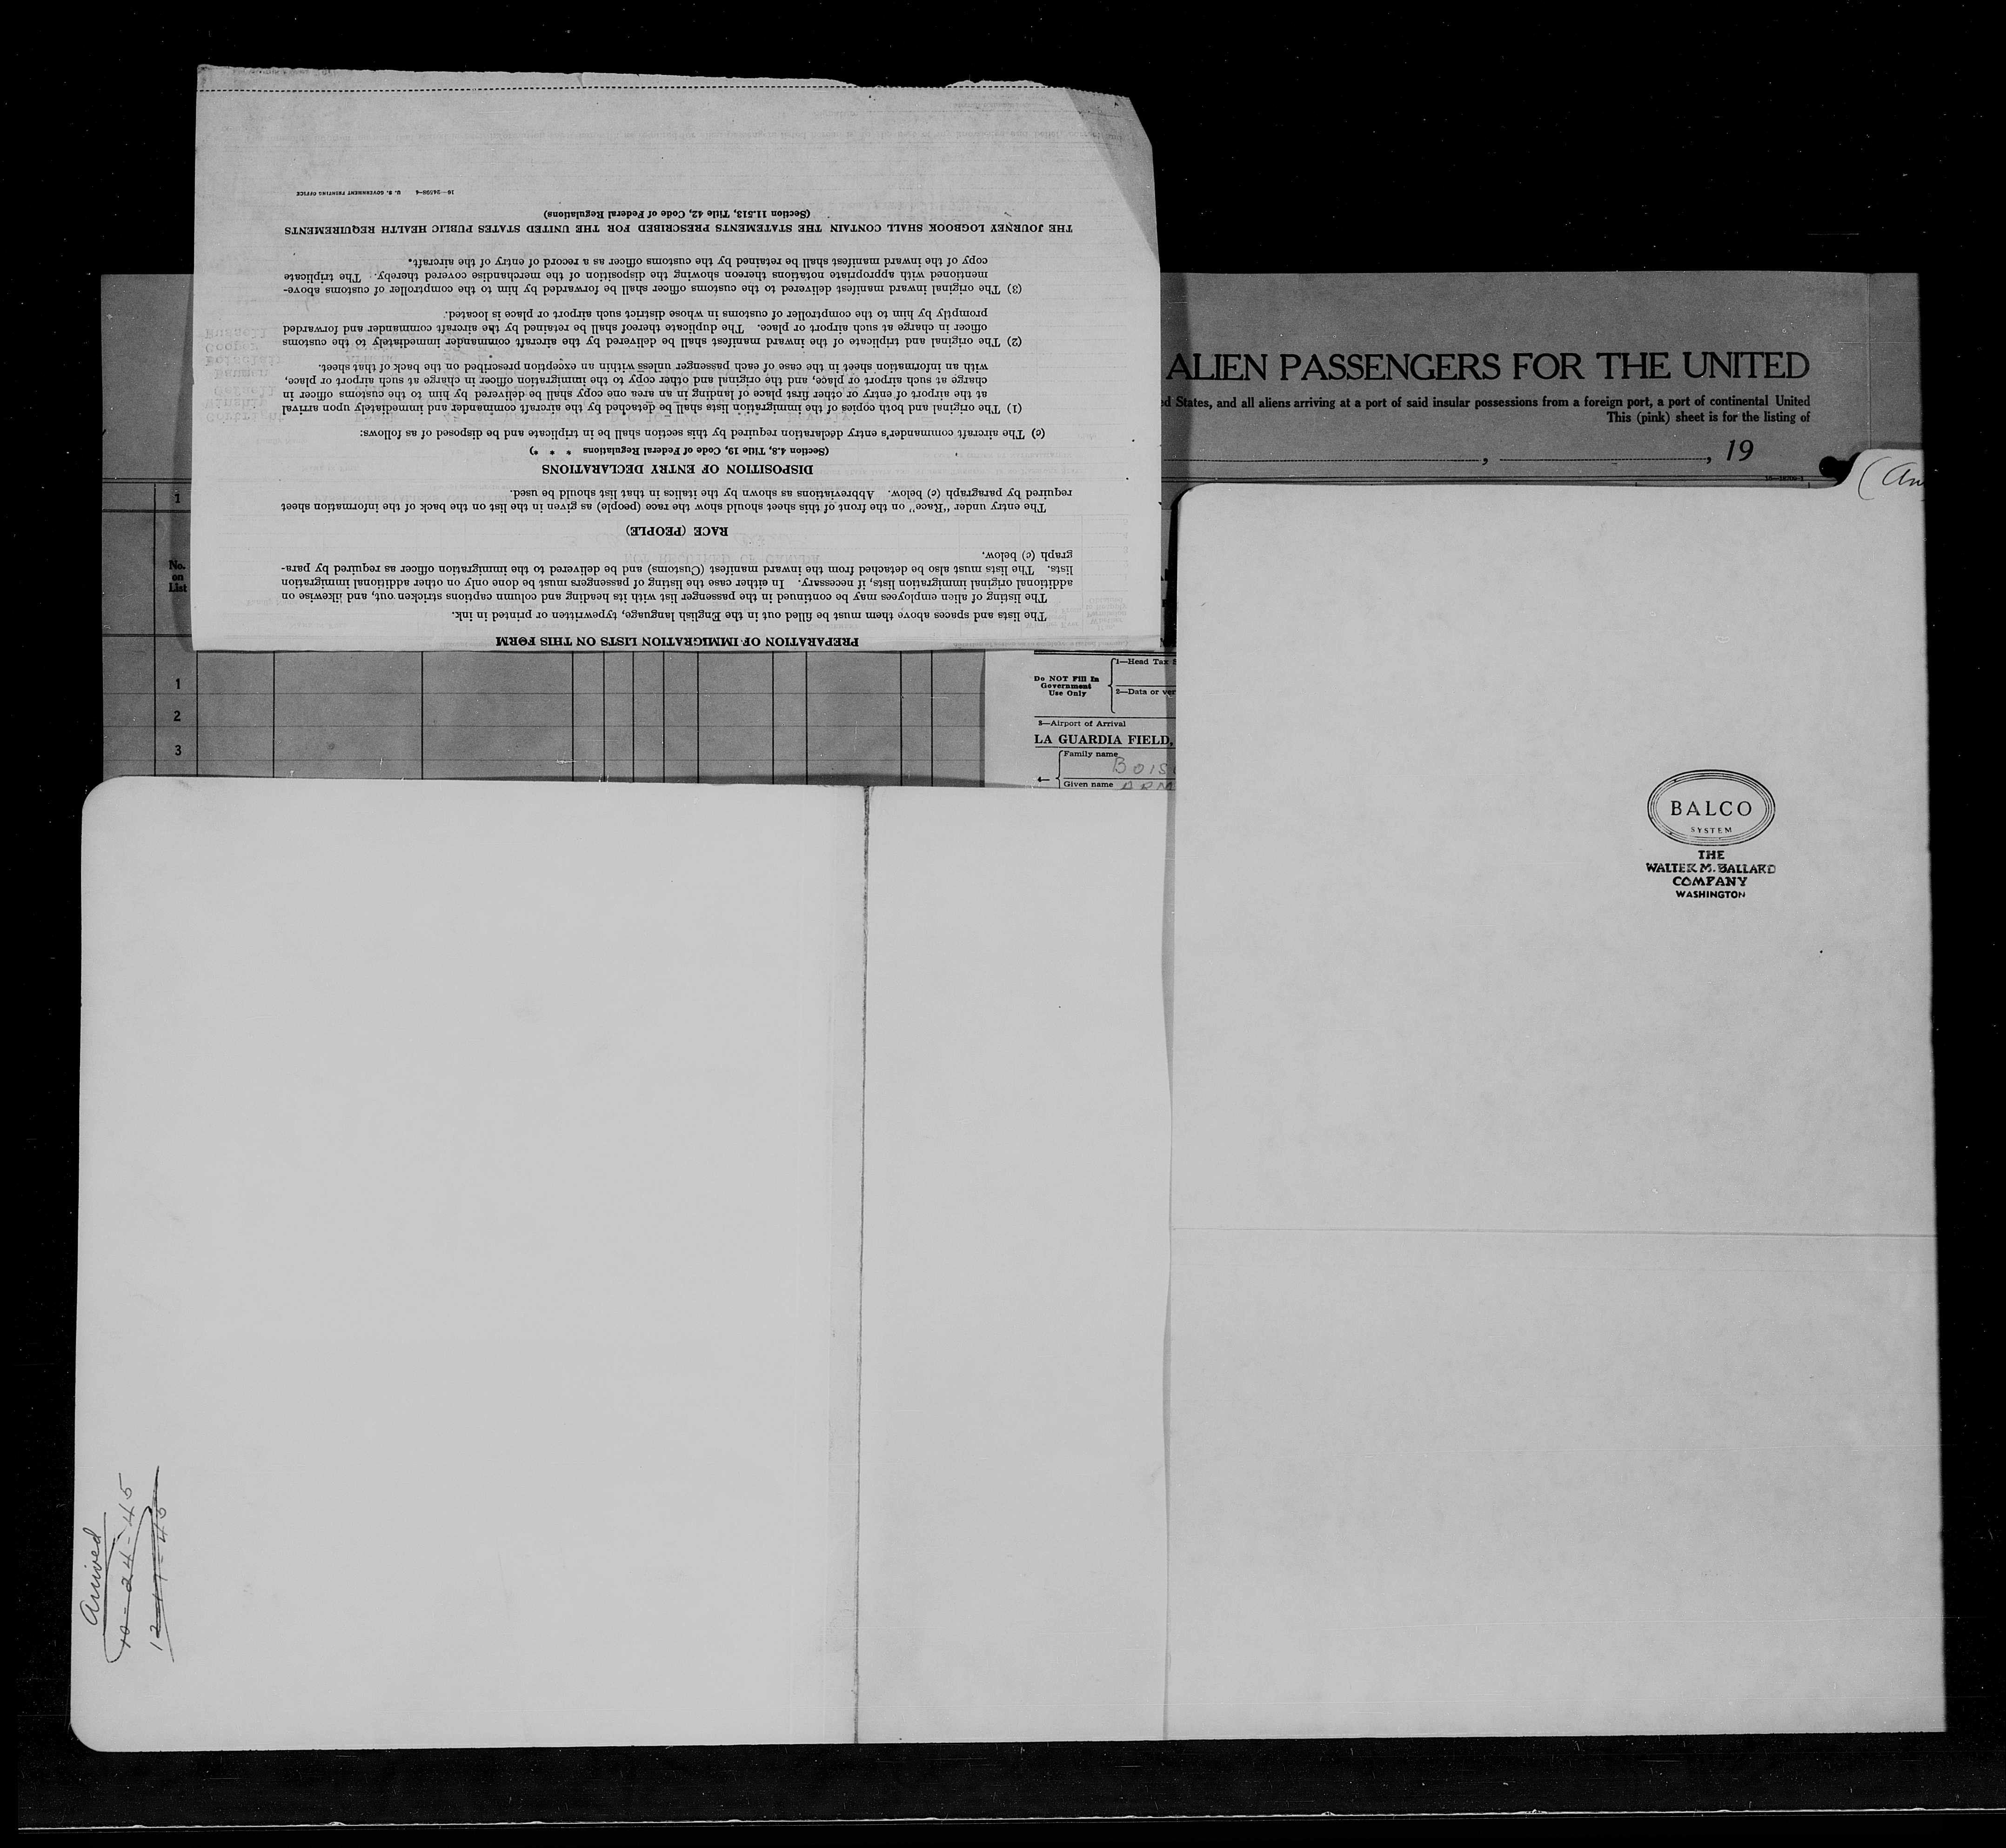 PREPARATION OF IMMIGRATION LISTS ON THIS FORM
The lists and spaces above them must be filled out in the English language, typewritten or printed in ink.
The listing of alien employees may be continued in the passenger list with its heading and column captions stricken out, and likewise on
additional original immigration lists, if necessary. In either case the listing of passengers must be done only on other additional immigration
lists. The lists must also be detached from the inward manifest (Customs) and be delivered to the immigration officer as required by para-
graph (c) below.
RACE (PEOPLE)
The entry under "Race" on the front of this sheet should show the race (people) as given in the list on the back of the information sheet
required by paragraph (c) below. Abbreviations as shown by the italics in that list should be used.
DISPOSITION OF ENTRY DECLARATIONS
(Section 4.8, Title 19, Code of Federal Regulations * * *)
(c) The aircraft commander's entry declaration required by this section shall be in triplicate and be disposed of as follows:
(1) The original and both copies of the immigration lists shall be detached by the aircraft commander and immediately upon arrival
at the airport of entry or other first place of landing in an area one copy shall be delivered by him to the customs officer in
charge at such airport or place, and the original and other copy to the immigration officer in charge at such airport or place,
with an information sheet in the case of each passenger unless within an exception prescribed on the back of that sheet.
(2) The original and triplicate of the inward manifest shall be delivered by the aircraft commander immediately to the customs
officer in charge at such airport or place. The duplicate thereof shall be retained by the aircraft commander and forwarded
promptly by him to the comptroller of customs in whose district such airport or place is located.
(3) The original inward manifest delivered to the customs officer shall be forwarded by him to the comptroller of customs above-
mentioned with appropriate notations thereon showing the disposition of the merchandise covered thereby. The triplicate
copy of the inward manifest shall be retained by the customs officer as a record of entry of the aircraft.
THE JOURNEY LOGBOOK SHALL CONTAIN THE STATEMENTS PRESCRIBED FOR THE UNITED STATES PUBLIC HEALTH REQUIREMENTS
(Section 11.513, Title 42, Code of Federal Regulations)
16—24598-4 U. S. GOVERNMENT PRINTING OFFICE
ALIEN PASSENGERS FOR THE UNITED
d States, and all aliens arriving at a port of said insular possessions from a foreign port, a port of continental United
This (pink) sheet is for the listing of
, , 19
1
No.
on
List
1
2
3
Do NOT Fill In
Government
Use Only
1—Head Tax S
2—Data or ver
3—Airport of Arrival
LA GUARDIA FIELD,
Family name BOIS
Given name ARM
BALCO
SYSTEM
THE
WALTER M. BALLARD
COMPANY
WASHINGTON
Arrived
10-24-45